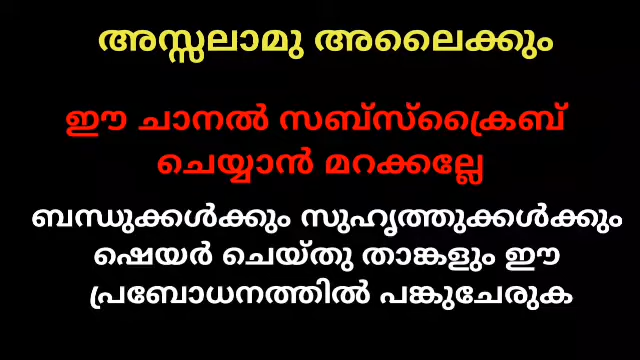 അസ്സലാമു അലൈക്കും
ഈ ചാനൽ സബ്സ്ക്രൈബ്
ചെയ്യാൻ മറക്കല്ലേ
ബന്ധുക്കൾക്കും സുഹൃത്തുക്കൾക്കും
ഷെയർ ചെയ്തു താങ്കളും ഈ
പ്രബോധനത്തിൽ പങ്കുചേരുക